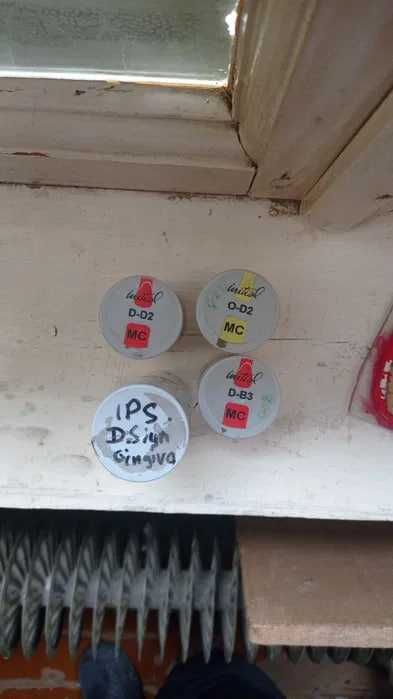 Initial
D-D2
MC
Initial
O-D2
MC
Initial
D-B3
MC
IPS
D.Sign
Gingiva